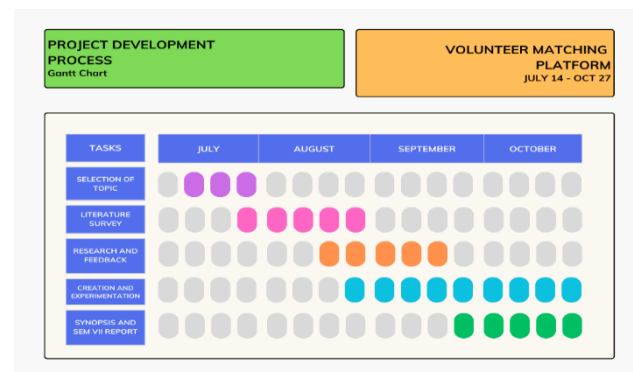 PROJECT DEVELOPMENT
PROCESS
Gantt Chart
VOLUNTEER MATCHING
PLATFORM
JULY 14 - OCT 27
TASKS
JULY
AUGUST
SEPTEMBER
OCTOBER
SELECTION OF
TOPIC
LITERATURE
SURVEY
RESEARCH AND
FEEDBACK
CREATION AND
EXPERIMENTATION
SYNOPSIS AND
SEM VII REPORT